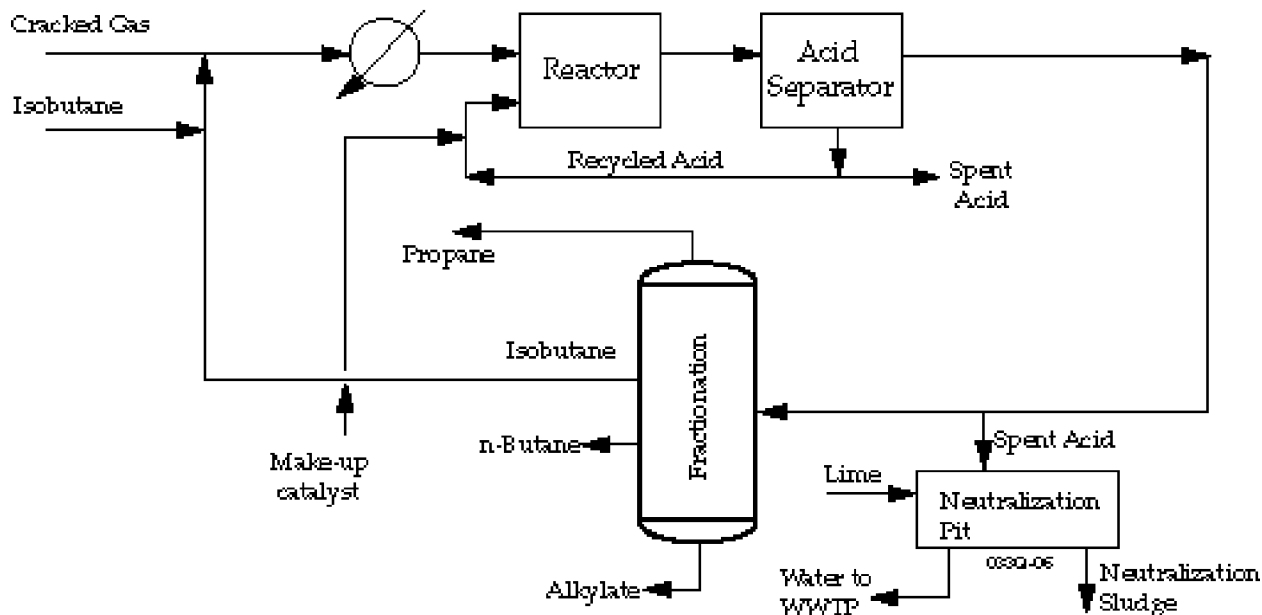 Cracked Gas
Isobutane
Reactor
Acid
Separator
Recycled Acid
Spent
Acid
Propane
Isobutane
Fractionation
n-Butane
Make-up
catalyst
Spent Acid
Lime
Neutralization
Pit
033Q-06
Alkylate
Water to
WWTP
Neutralization
Sludge